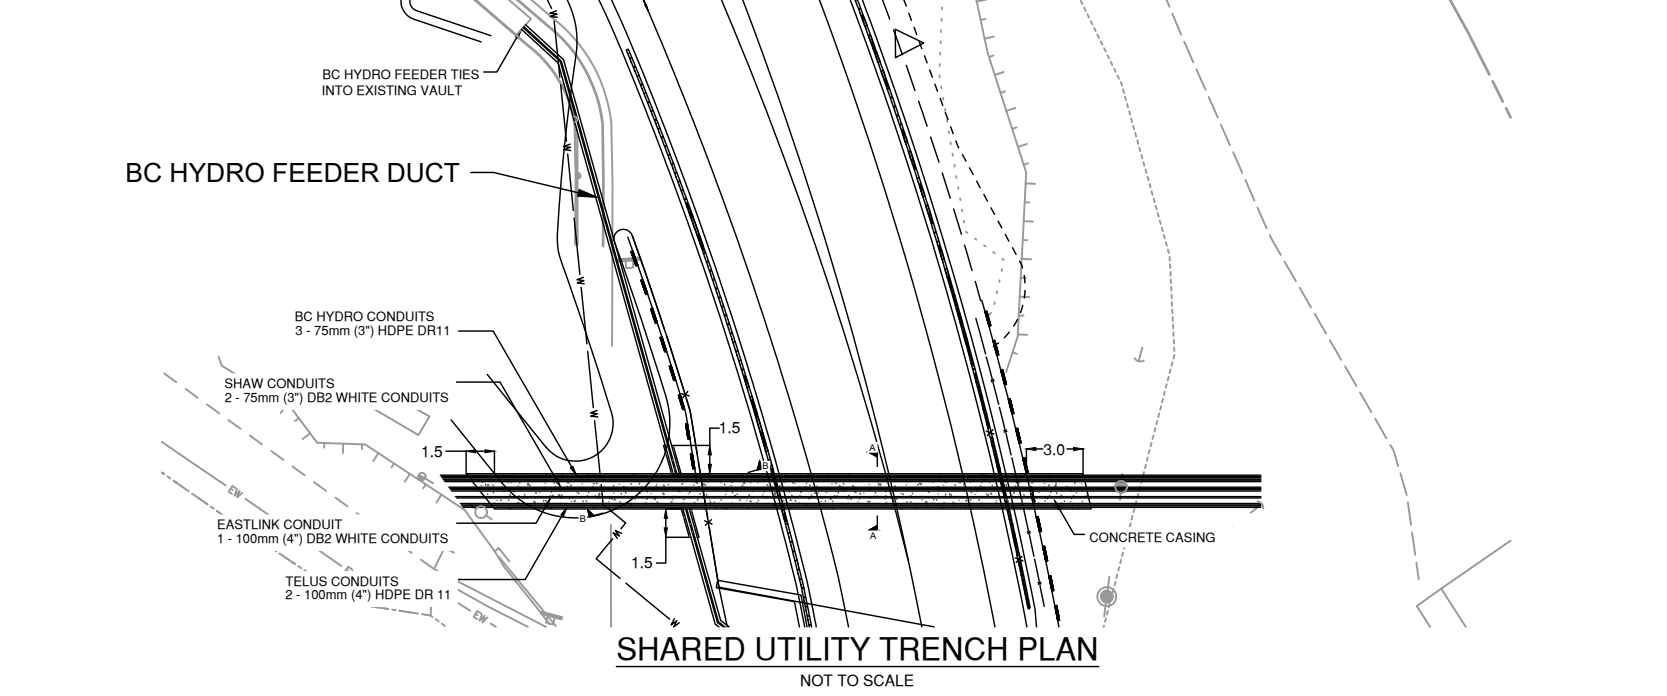 BC HYDRO FEEDER TIES
INTO EXISTING VAULT
BC HYDRO FEEDER DUCT
BC HYDRO CONDUITS
3 - 75mm (3") HDPE DR11
SHAW CONDUITS
2 - 75mm (3") DB2 WHITE CONDUITS
1.5
1.5
3.0
A
B
EW
EASTLINK CONDUIT
1 - 100mm (4") DB2 WHITE CONDUITS
B
A
CONCRETE CASING
1.5
TELUS CONDUITS
2 - 100mm (4") HDPE DR 11
EW
W
W
W
W
W
W
SHARED UTILITY TRENCH PLAN
NOT TO SCALE